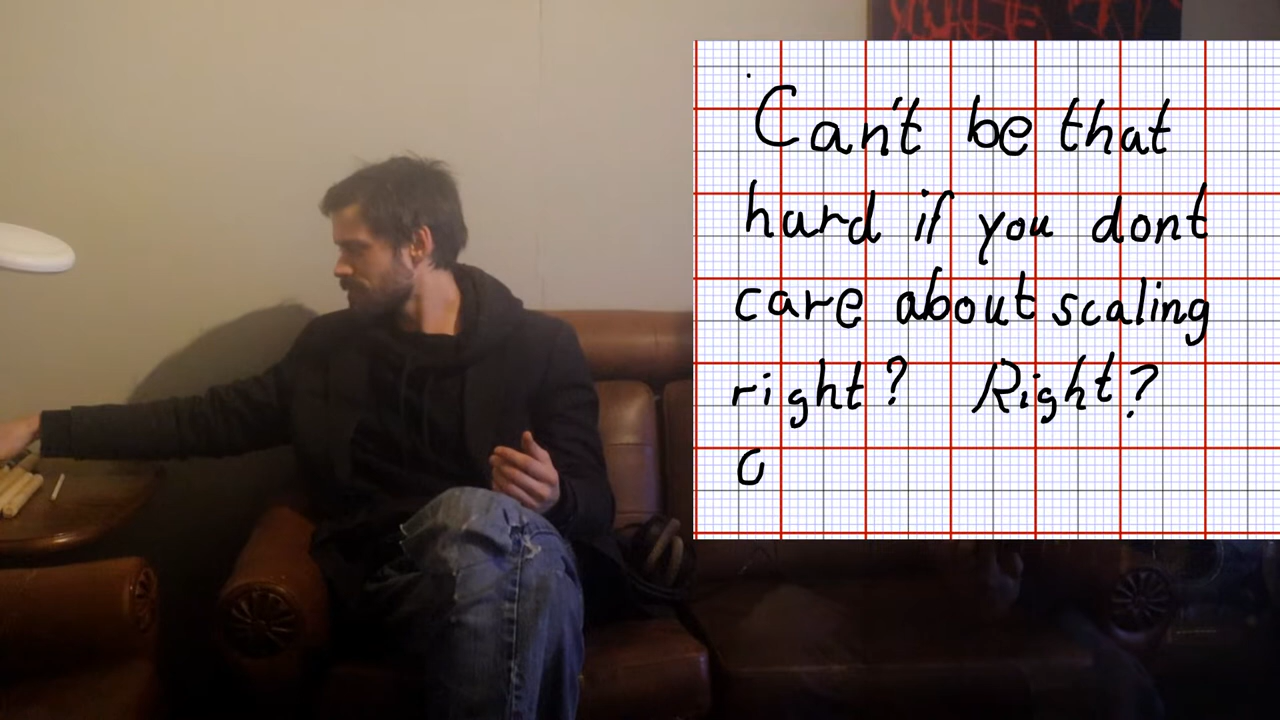 Can't be that
hard if you dont
care about scaling
right? Right?